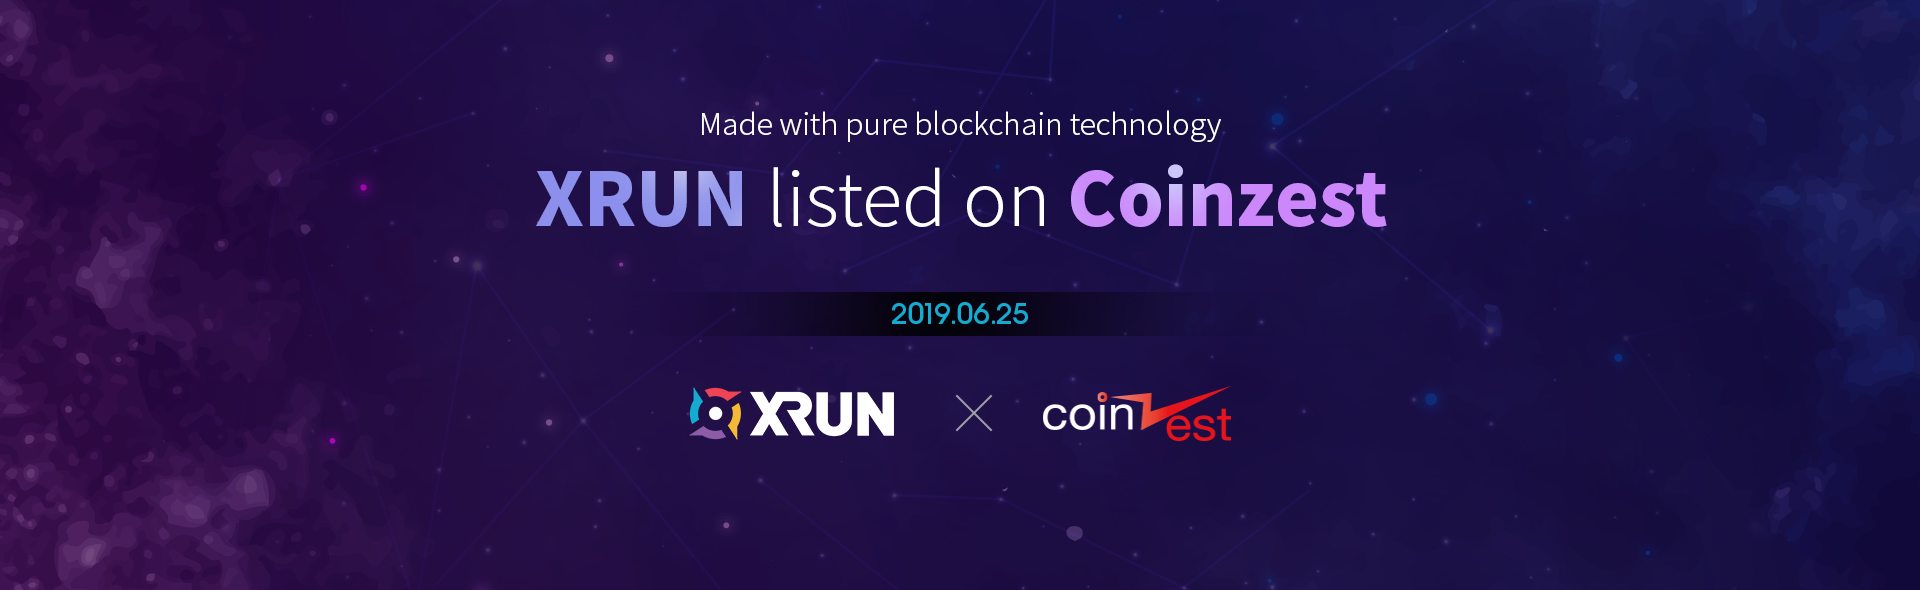 Made with pure blockchain technology
XRUN listed on Coinzest
2019.06.25
XRUN × coinzest